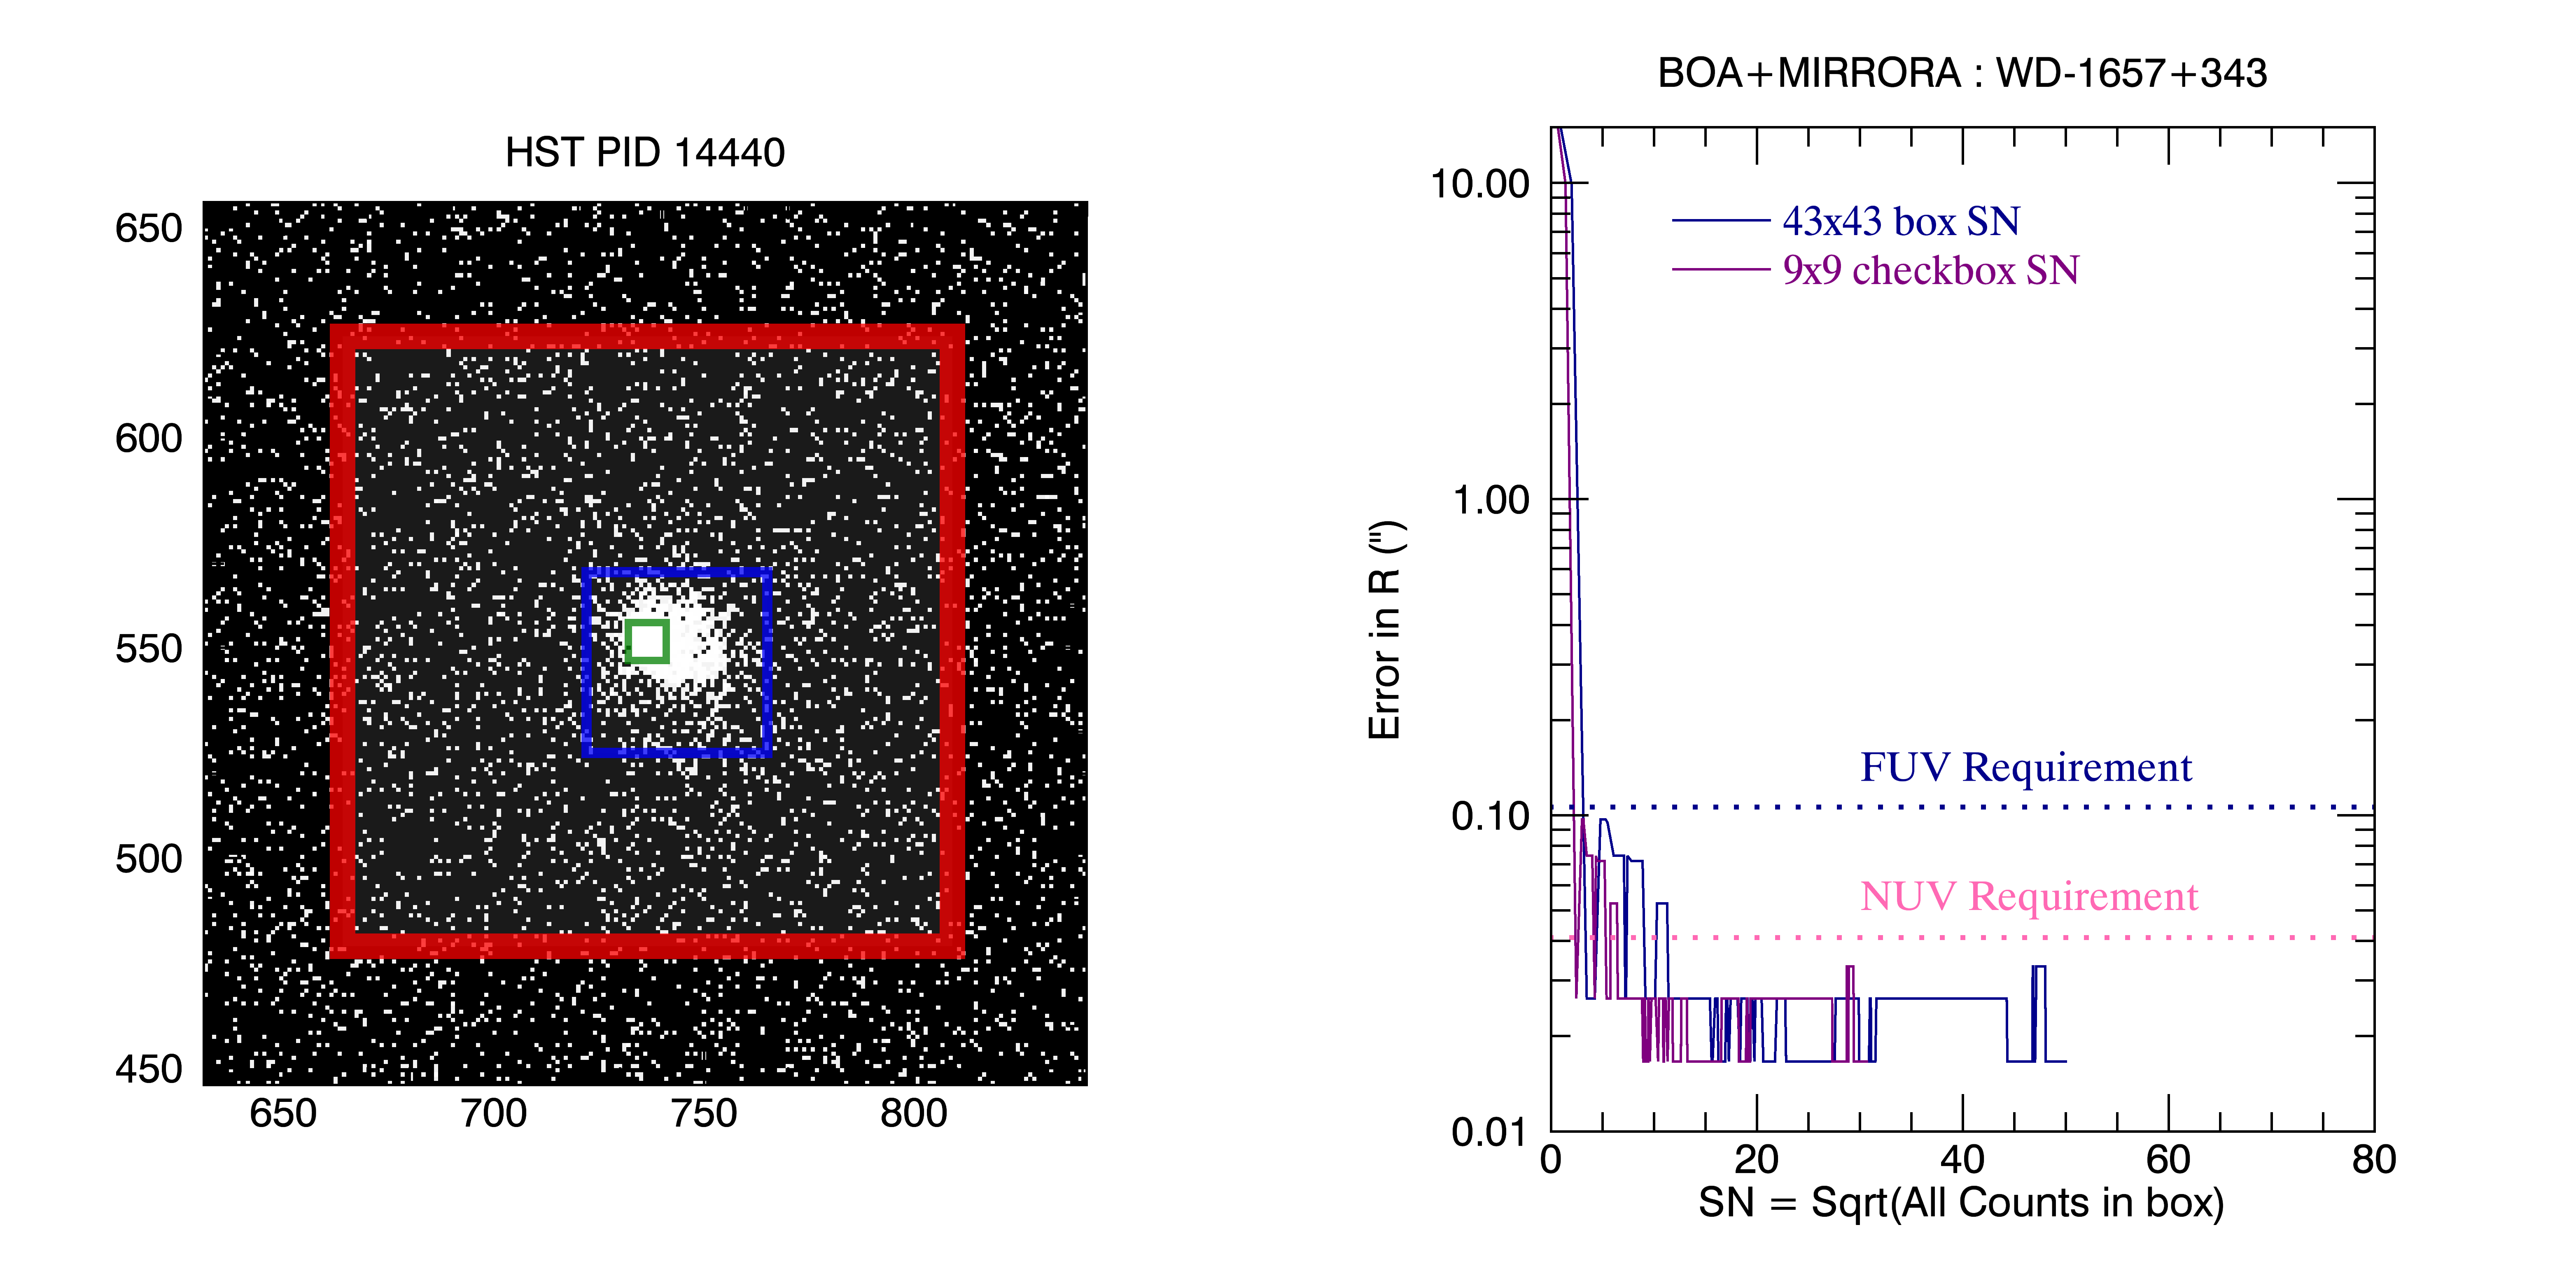 HST PID 14440
650
600
550
500
450
650 700 750 800
BOA+MIRRORA : WD-1657+343
10.00
1.00
0.10
0.01
Error in R (")
43x43 box SN
9x9 checkbox SN
FUV Requirement
NUV Requirement
0 20 40 60 80
SN = Sqrt(All Counts in box)